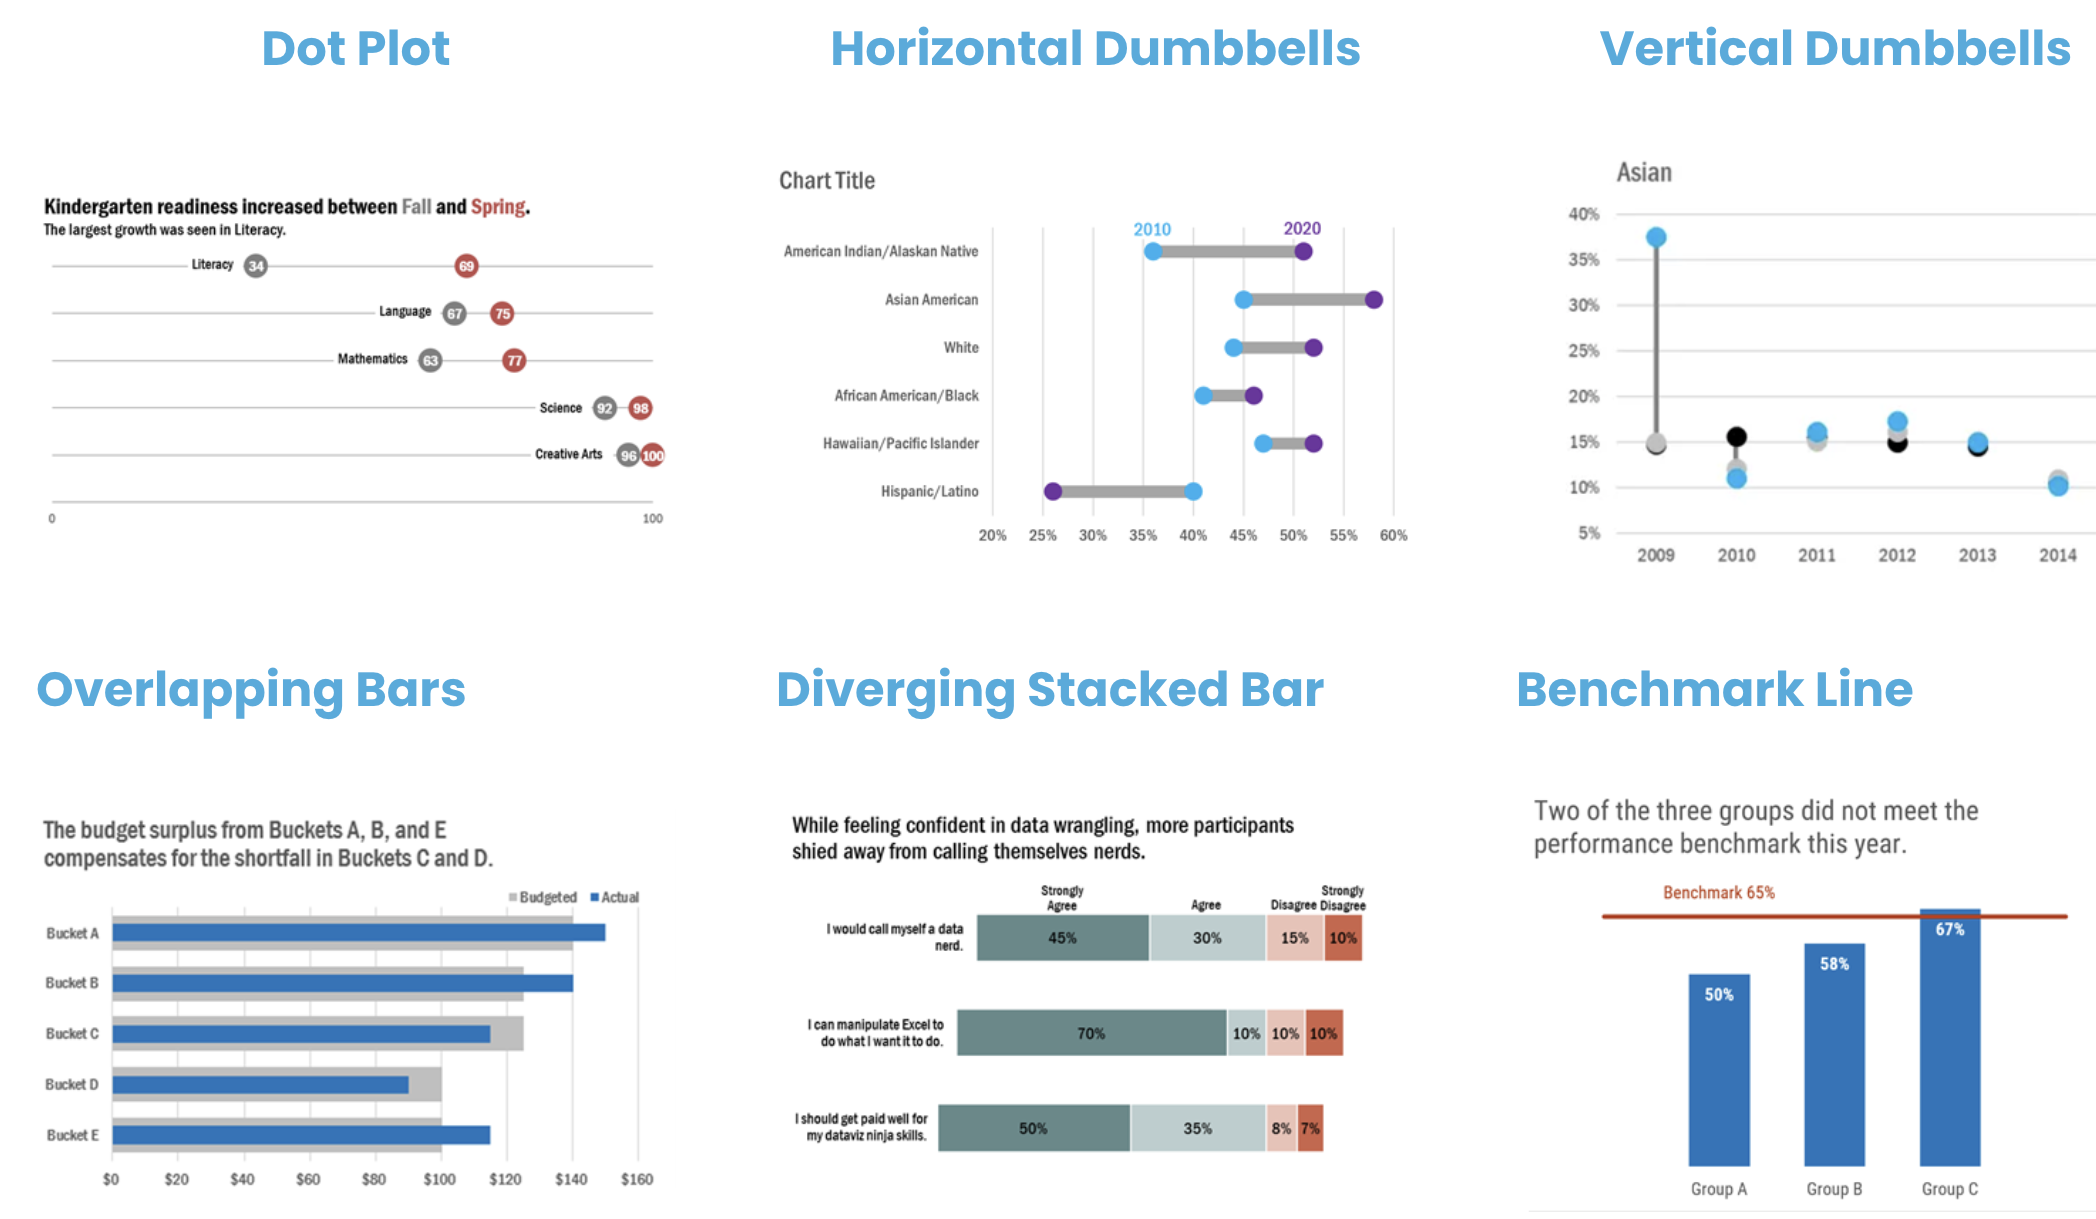 Dot Plot
Kindergarten readiness increased between Fall and Spring.
The largest growth was seen in Literacy.
Literacy 34 69
Language 67 75
Mathematics 63 77
Science 92 98
Creative Arts 96 100
0 100
Horizontal Dumbbells
Chart Title
2010 2020
American Indian/Alaskan Native
Asian American
White
African American/Black
Hawaiian/Pacific Islander
Hispanic/Latino
20% 25% 30% 35% 40% 45% 50% 55% 60%
Vertical Dumbbells
Asian
40%
35%
30%
25%
20%
15%
10%
5%
2009 2010 2011 2012 2013 2014
Overlapping Bars
The budget surplus from Buckets A, B, and E
compensates for the shortfall in Buckets C and D.
Budgeted Actual
Bucket A
Bucket B
Bucket C
Bucket D
Bucket E
$0 $20 $40 $60 $80 $100 $120 $140 $160
Diverging Stacked Bar
While feeling confident in data wrangling, more participants
shied away from calling themselves nerds.
Strongly Strongly
Agree Agree Disagree Disagree
I would call myself a data
nerd.
45% 30% 15% 10%
I can manipulate Excel to
do what I want it to do.
70% 10% 10% 10%
I should get paid well for
my dataviz ninja skills.
50% 35% 8% 7%
Benchmark Line
Two of the three groups did not meet the
performance benchmark this year.
Benchmark 65%
50% 58% 67%
Group A Group B Group C